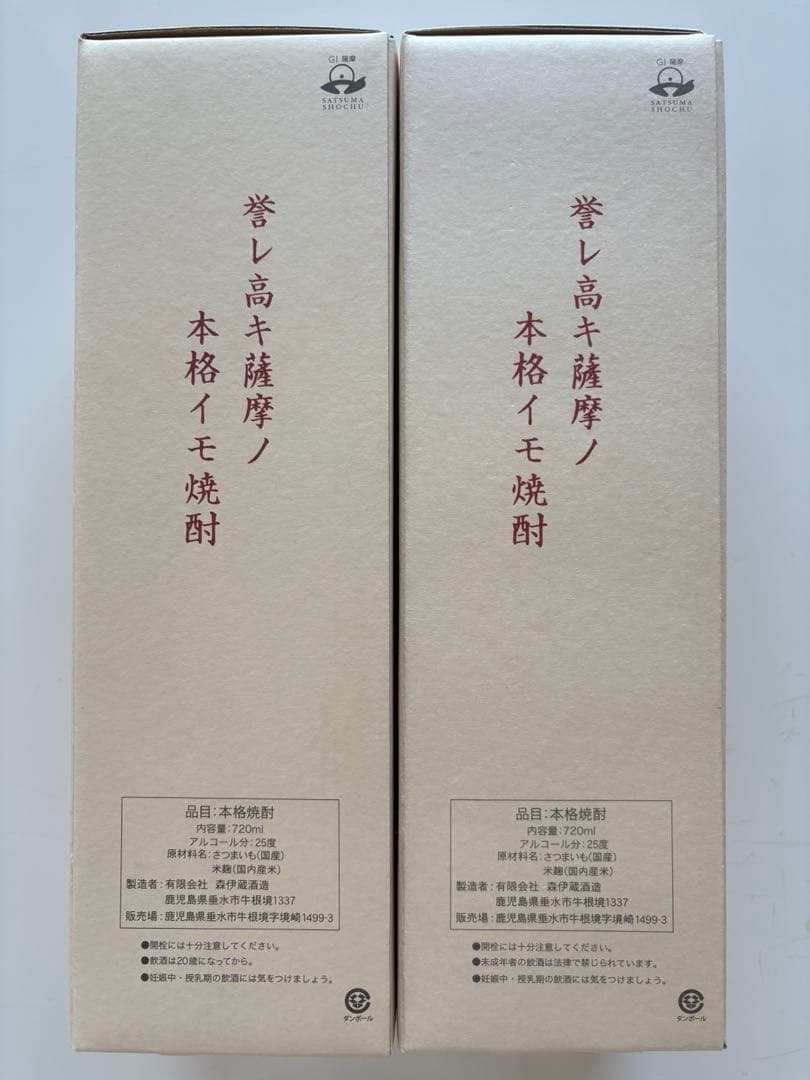 GI 薩摩
SATSUMA
SHOCHU
誉レ高キ薩摩ノ
本格イモ焼酎
品目:本格焼酎
内容量:720ml
アルコール分:25度
原材料名:さつまいも(国産)
米麹(国内産米)
製造者:有限会社 森伊蔵酒造
鹿児島県垂水市牛根境1337
販売場:鹿児島県垂水市牛根境字境崎1499-3
●開栓には十分注意してください。
●飲酒は20歳になってから。
●妊娠中・授乳期の飲酒には気をつけましょう。
ダンボール
GI 薩摩
SATSUMA
SHOCHU
誉レ高キ薩摩ノ
本格イモ焼酎
品目:本格焼酎
内容量:720ml
アルコール分:25度
原材料名:さつまいも(国産)
米麹(国内産米)
製造者:有限会社 森伊蔵酒造
鹿児島県垂水市牛根境1337
販売場:鹿児島県垂水市牛根境字境崎1499-3
●開栓には十分注意してください。
●未成年者の飲酒は法律で禁じられています。
●妊娠中・授乳期の飲酒には気をつけましょう。
ダンボール